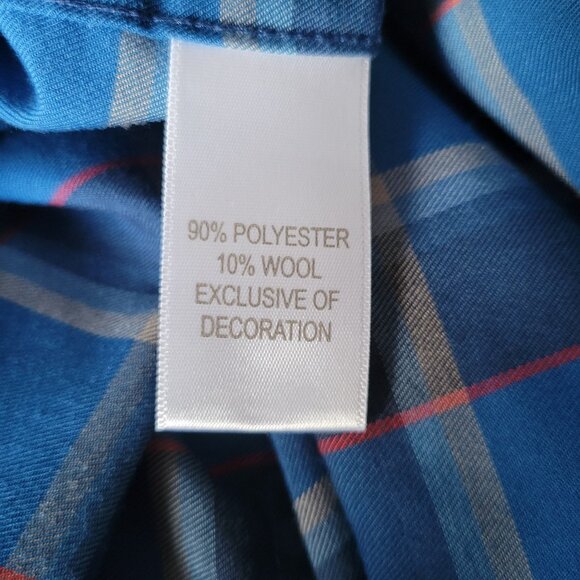 90% POLYESTER
10% WOOL
EXCLUSIVE OF
DECORATION